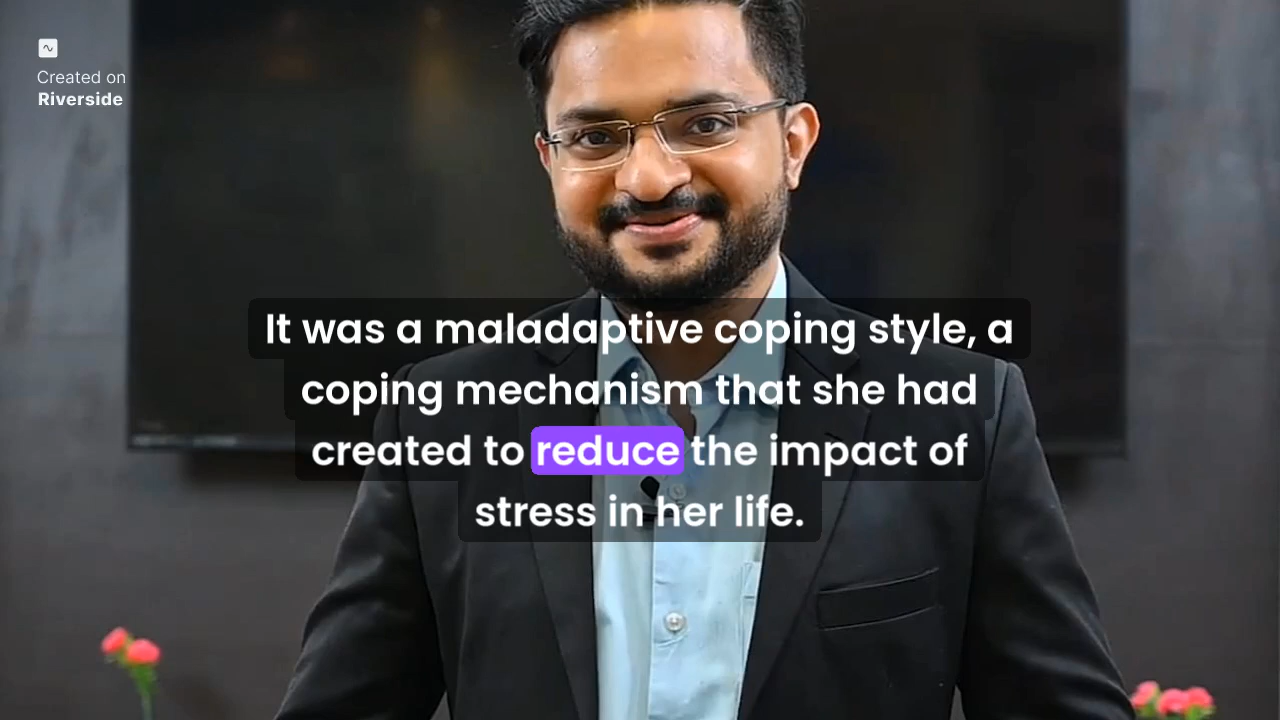 Created on
Riverside
It was a maladaptive coping style, a
coping mechanism that she had
created to reduce the impact of
stress in her life.